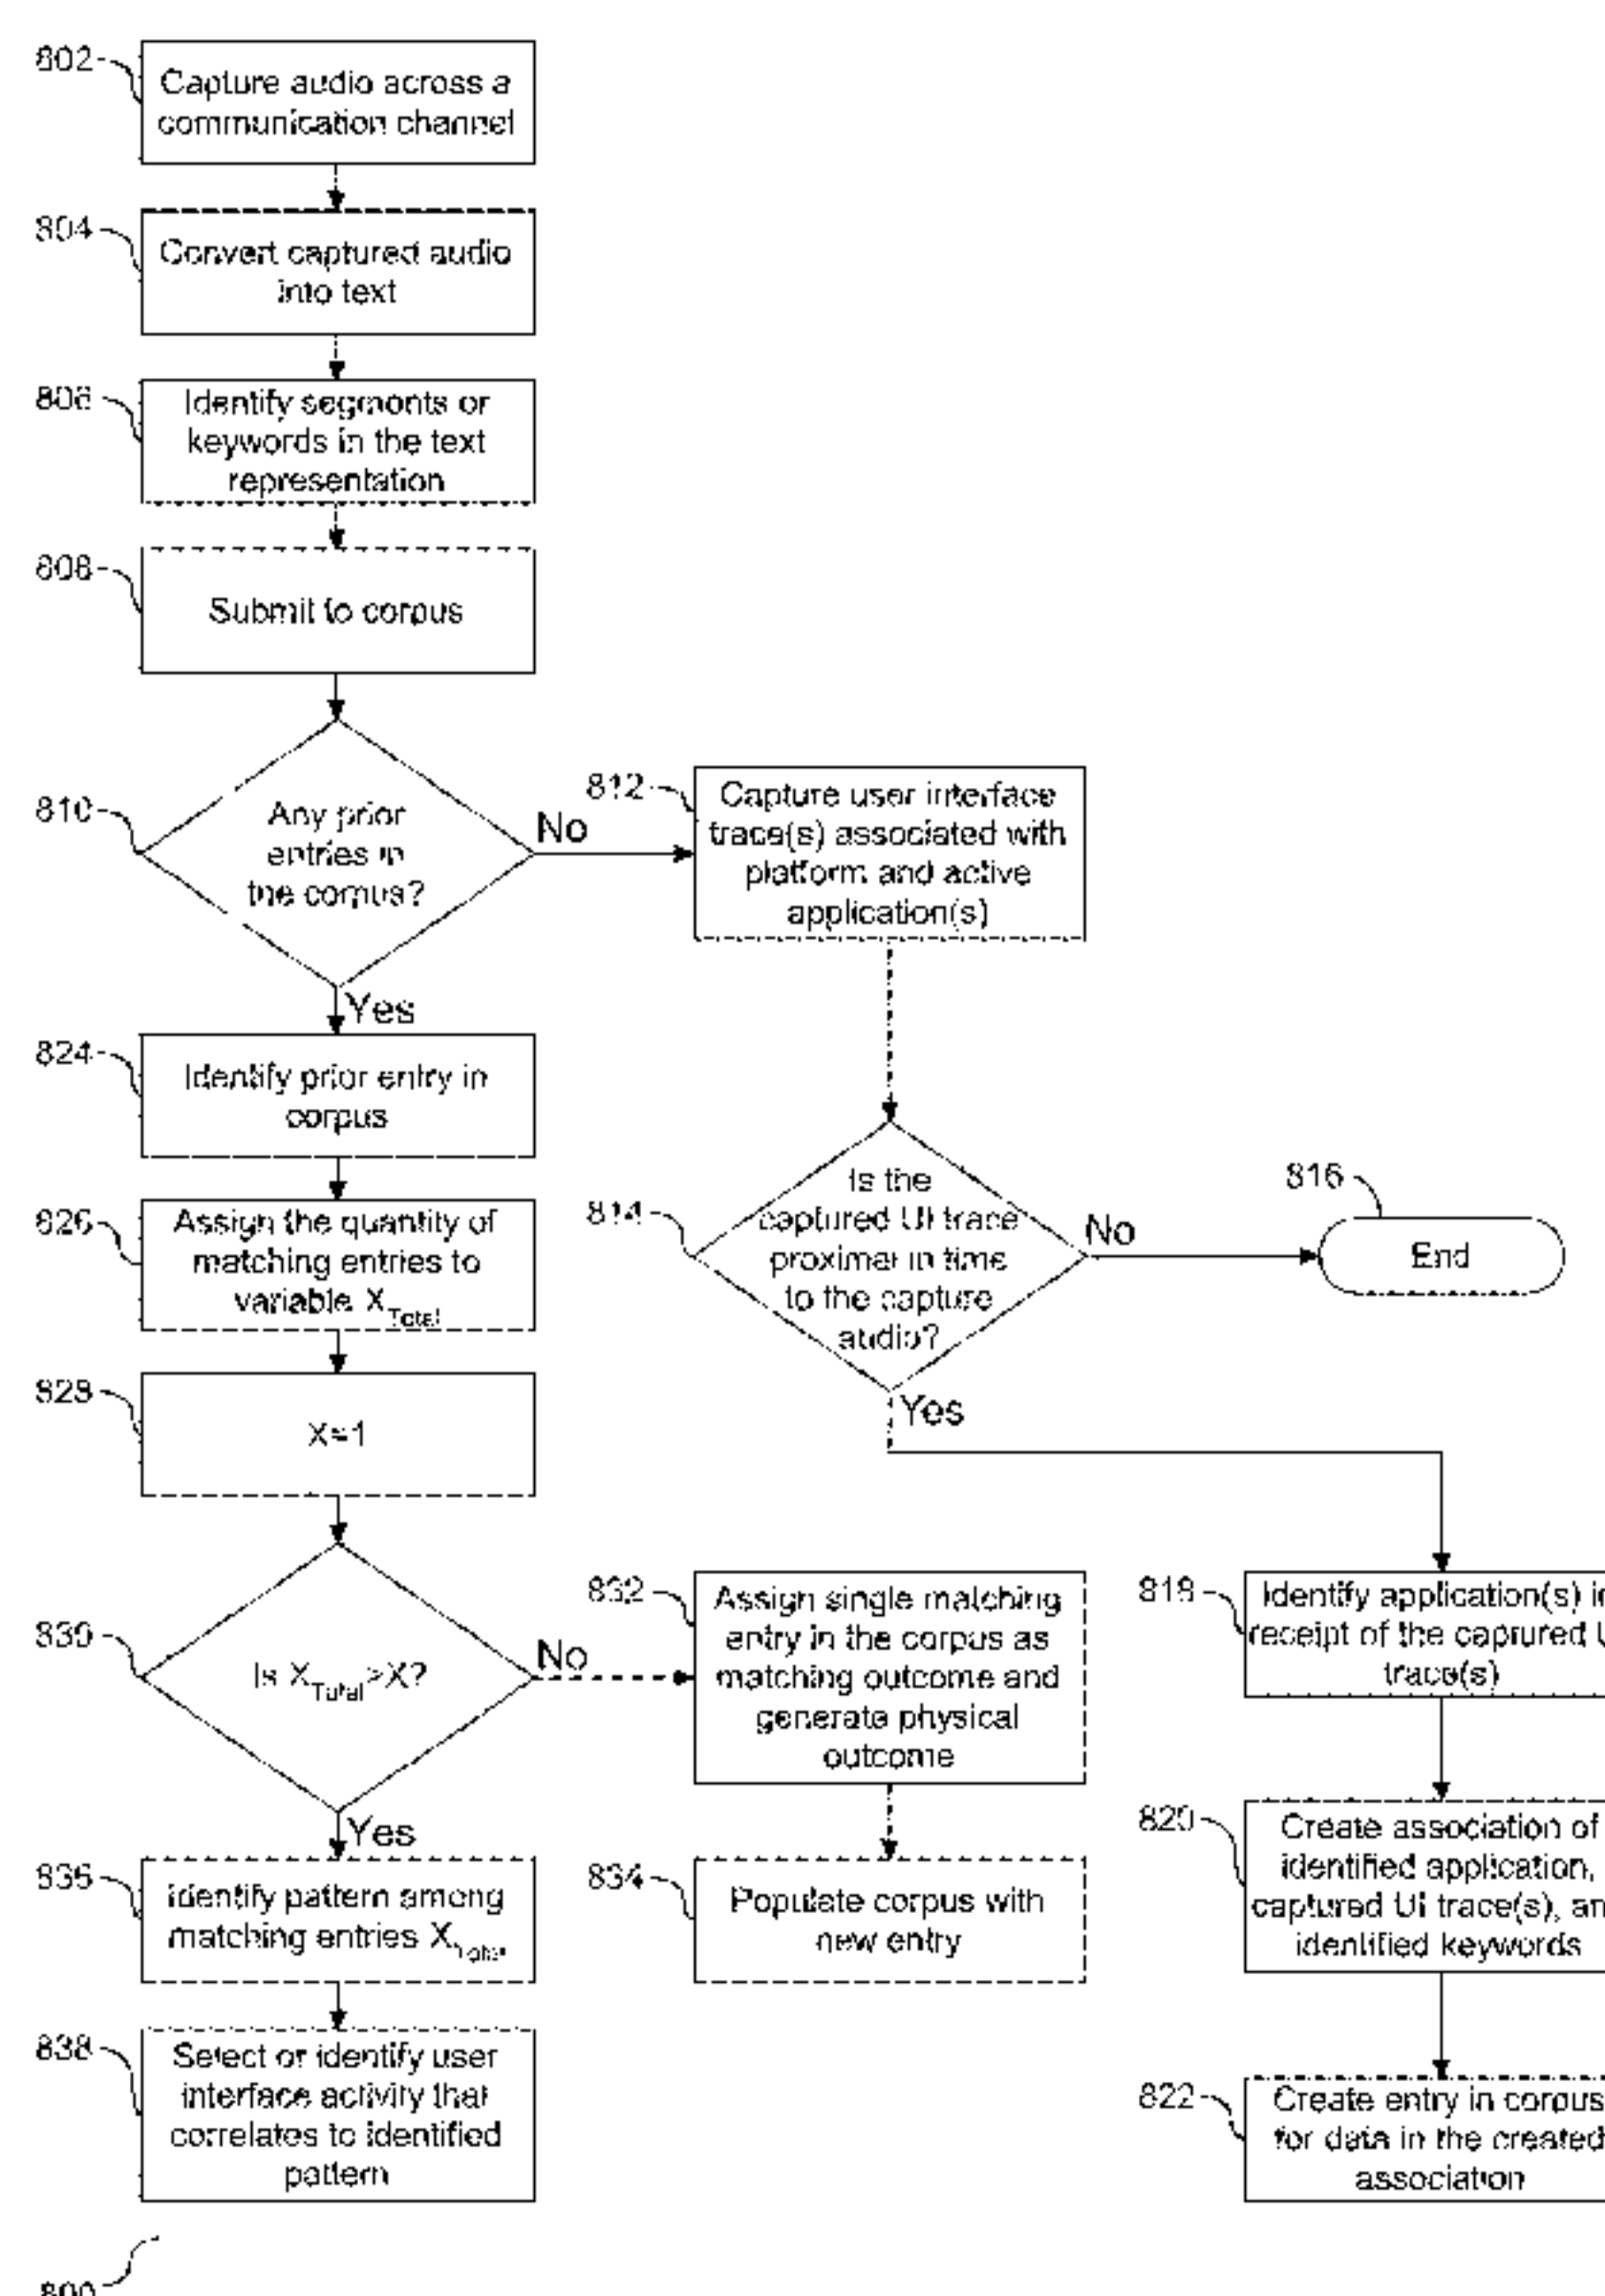 802
Capture audio across a
communication channel
804
Convert captured audio
into text
806
Identify segments or
keywords in the text
representation
808
Submit to corpus
810
Any prior
entries in
the corpus?
No
Yes
812
Capture user interface
trace(s) associated with
platform and active
application(s)
814
Is the
captured UI trace
proximal in time
to the capture
audio?
No
Yes
816
End
818
Identify application(s) in
receipt of the captured U
trace(s)
820
Create association of
identified application,
captured UI trace(s), an
identified keywords
822
Create entry in corpus
for data in the created
association
824
Identify prior entry in
corpus
826
Assign the quantity of
matching entries to
variable XTotal
828
X=1
830
Is XTotal>X?
No
Yes
832
Assign single matching
entry in the corpus as
matching outcome and
generate physical
outcome
834
Populate corpus with
new entry
836
Identify pattern among
matching entries XTotal
838
Select or identify user
interface activity that
correlates to identified
pattern
800